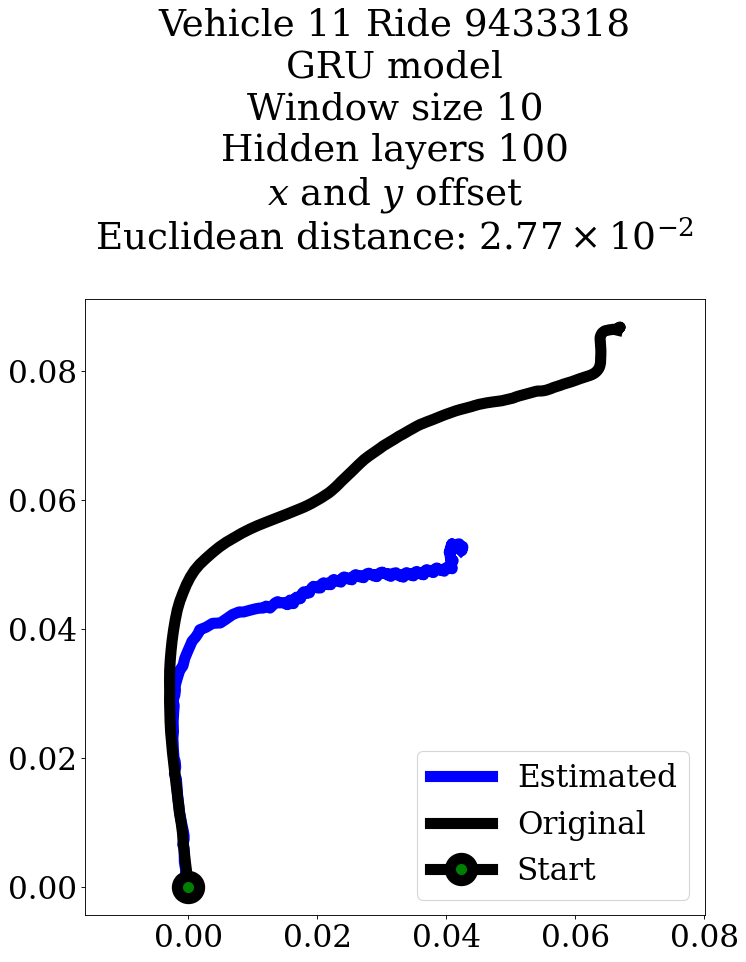 Vehicle 11 Ride 9433318
GRU model
Window size 10
Hidden layers 100
x and y offset
Euclidean distance: 2.77 × 10⁻²
0.08
0.06
0.04
0.02
0.00
Estimated
Original
Start
0.00 0.02 0.04 0.06 0.08